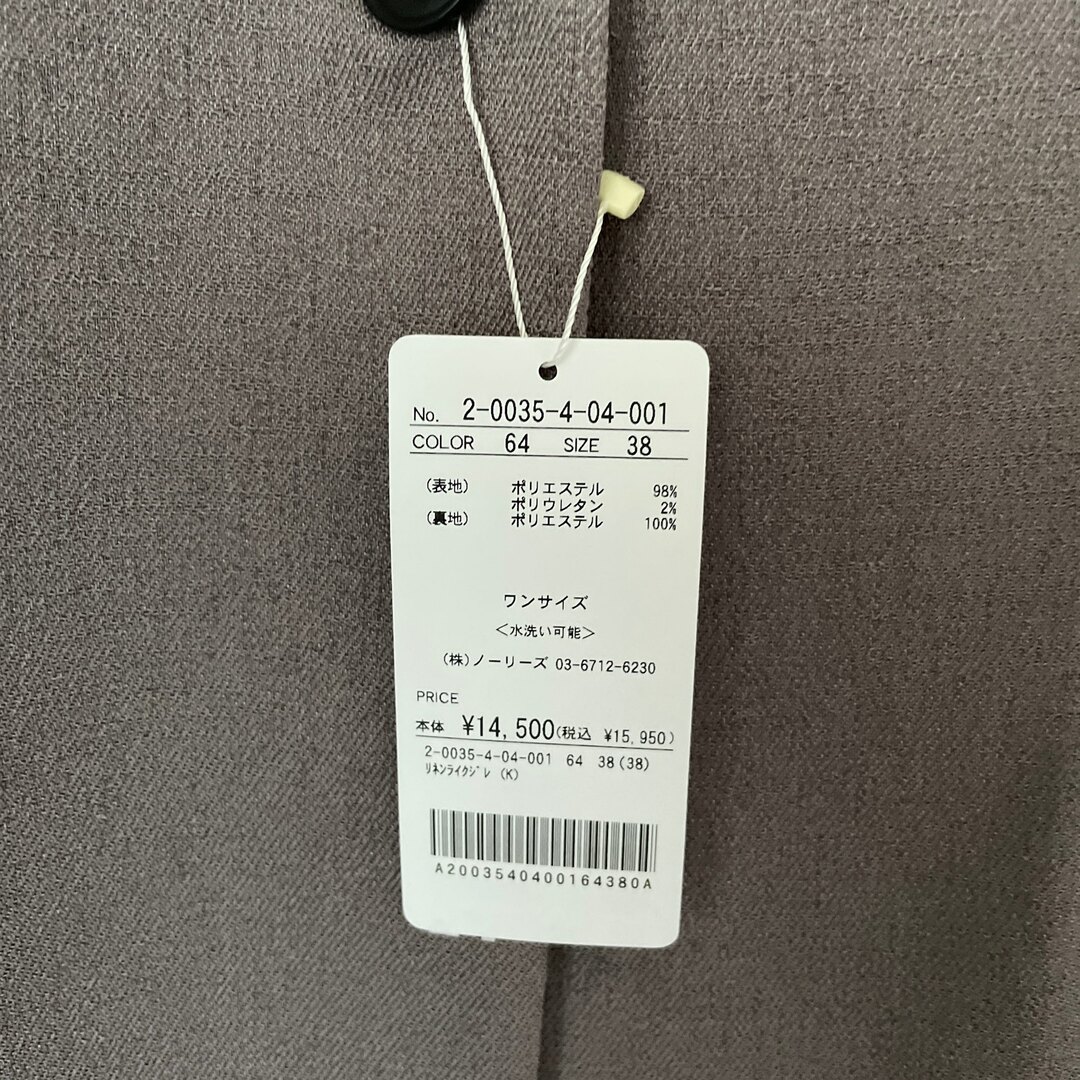 No. 2-0035-4-04-001
COLOR 64 SIZE 38
(表地) ポリエステル 98%
ポリウレタン 2%
(裏地) ポリエステル 100%
ワンサイズ
<水洗い可能>
(株)ノーリーズ 03-6712-6230
PRICE
本体 ¥14,500(税込 ¥15,950)
2-0035-4-04-001 64 38(38)
ﾘﾈﾝﾗｲｸｼﾞﾚ (K)
A2003540400164380A